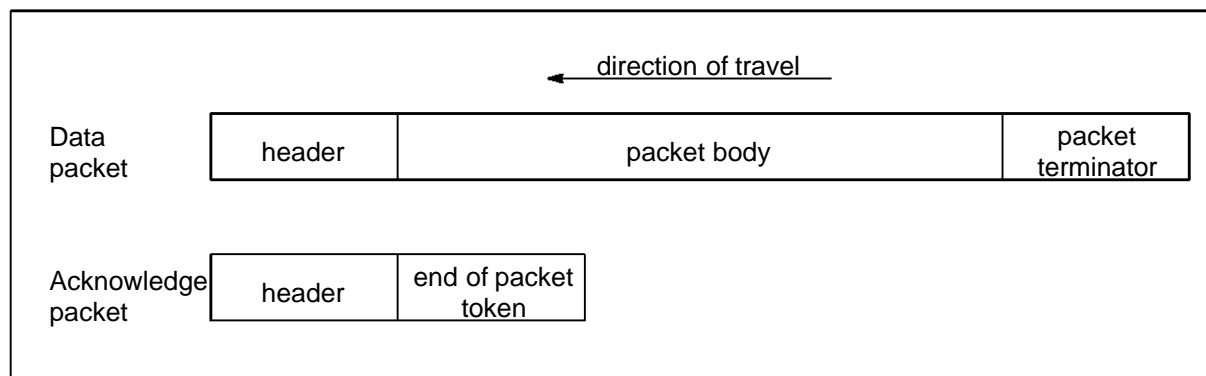 direction of travel
Data
packet
header
packet body
packet
terminator
Acknowledge
packet
header
end of packet
token